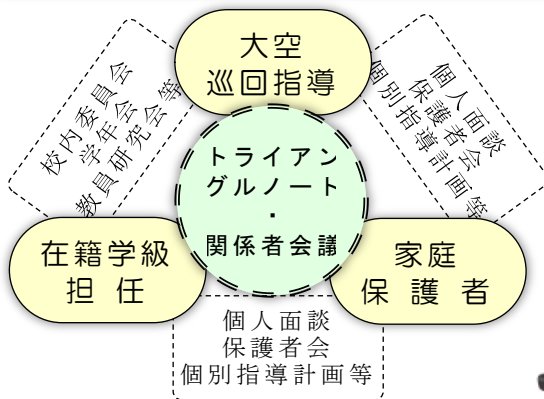 大空
巡回指導
校内委員会
学年会
教員研究会等
個人面談
保護者会
個別指導計画等
トライアン
グルノート
・
関係者会議
在籍学級
担任
家庭
保護者
個人面談
保護者会
個別指導計画等